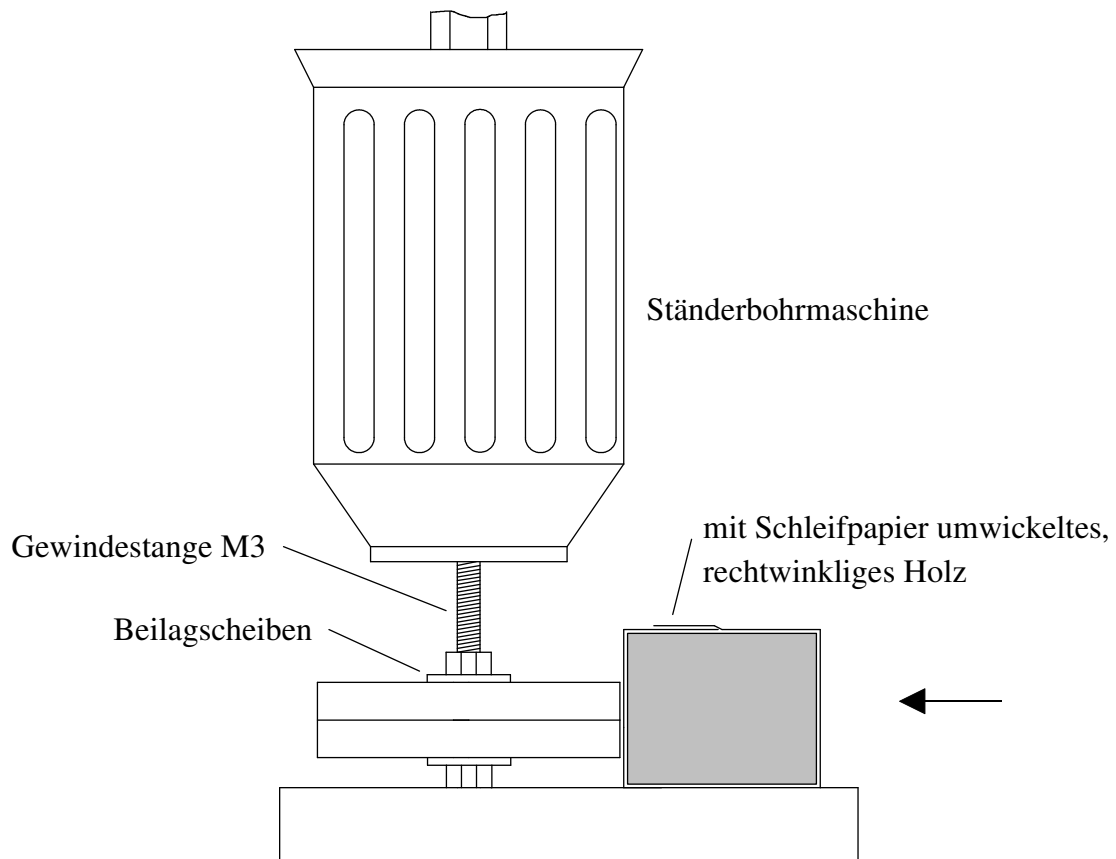 Ständerbohrmaschine
mit Schleifpapier umwickeltes,
rechtwinkliges Holz
Gewindestange M3
Beilagscheiben